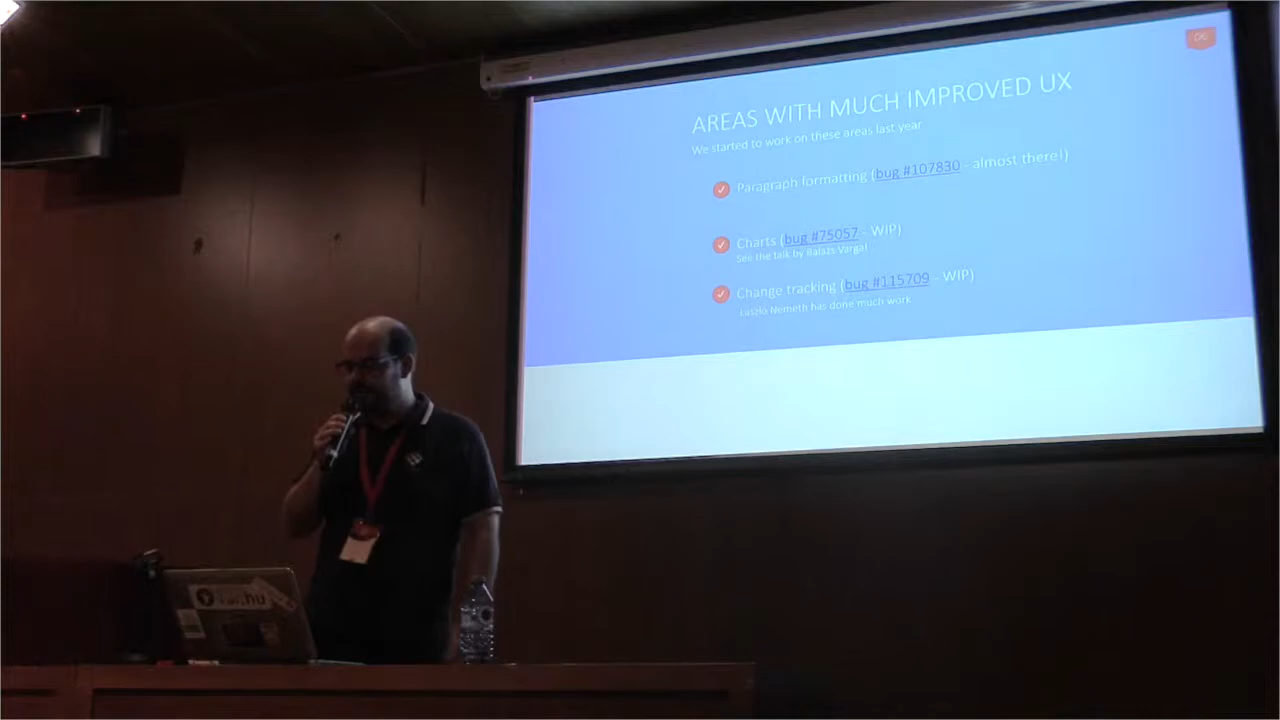 06
AREAS WITH MUCH IMPROVED UX
We started to work on these areas last year
Paragraph formatting (bug #107830 - almost there!)
Charts (bug #75057 - WIP)
See the talk by Balazs Varga!
Change tracking (bug #115709 - WIP)
Laszlo Nemeth has done much work